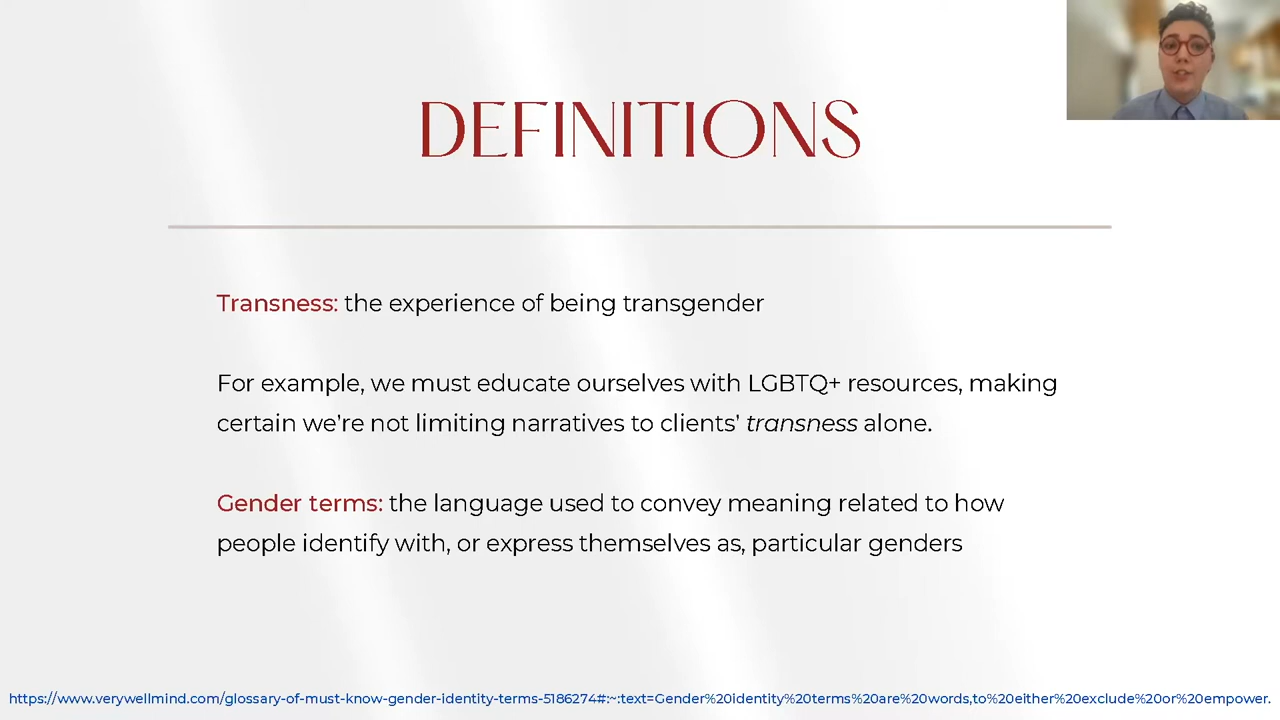 DEFINITIONS
Transness: the experience of being transgender
For example, we must educate ourselves with LGBTQ+ resources, making
certain we're not limiting narratives to clients' transness alone.
Gender terms: the language used to convey meaning related to how
people identify with, or express themselves as, particular genders
https://www.verywellmind.com/glossary-of-must-know-gender-identity-terms-5186274#:~:text=Gender%20identity%20terms%20are%20words,to%20either%20exclude%20or%20empower.